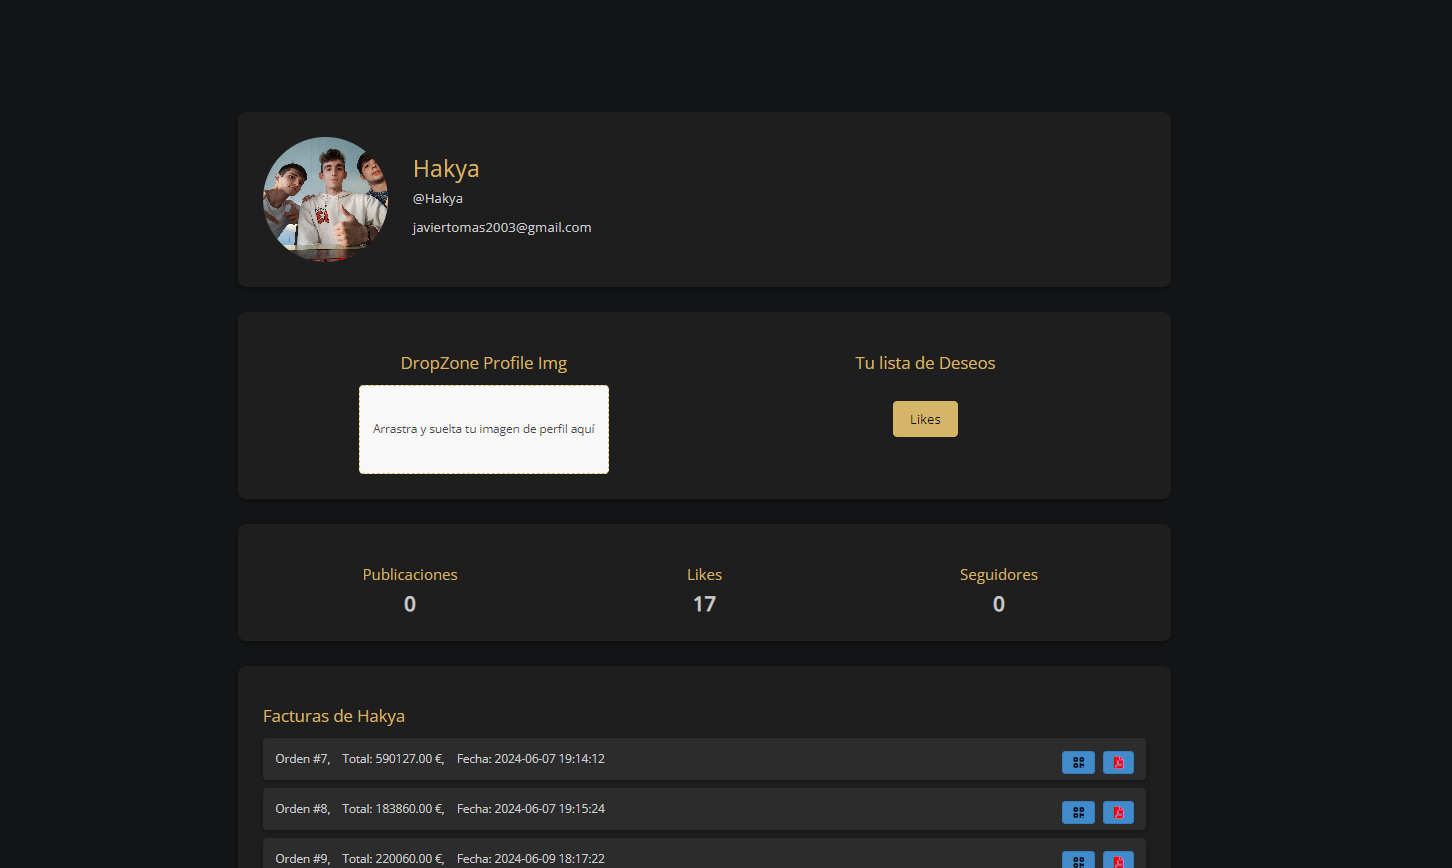 Hakya
@Hakya
javiertomas2003@gmail.com
DropZone Profile Img
Tu lista de Deseos
Arrastra y suelta tu imagen de perfil aquí
Likes
Publicaciones
Likes
Seguidores
0
17
0
Facturas de Hakya
Orden #7, Total: 590127.00 €, Fecha: 2024-06-07 19:14:12
Orden #8, Total: 183860.00 €, Fecha: 2024-06-07 19:15:24
Orden #9, Total: 220060.00 €, Fecha: 2024-06-09 18:17:22